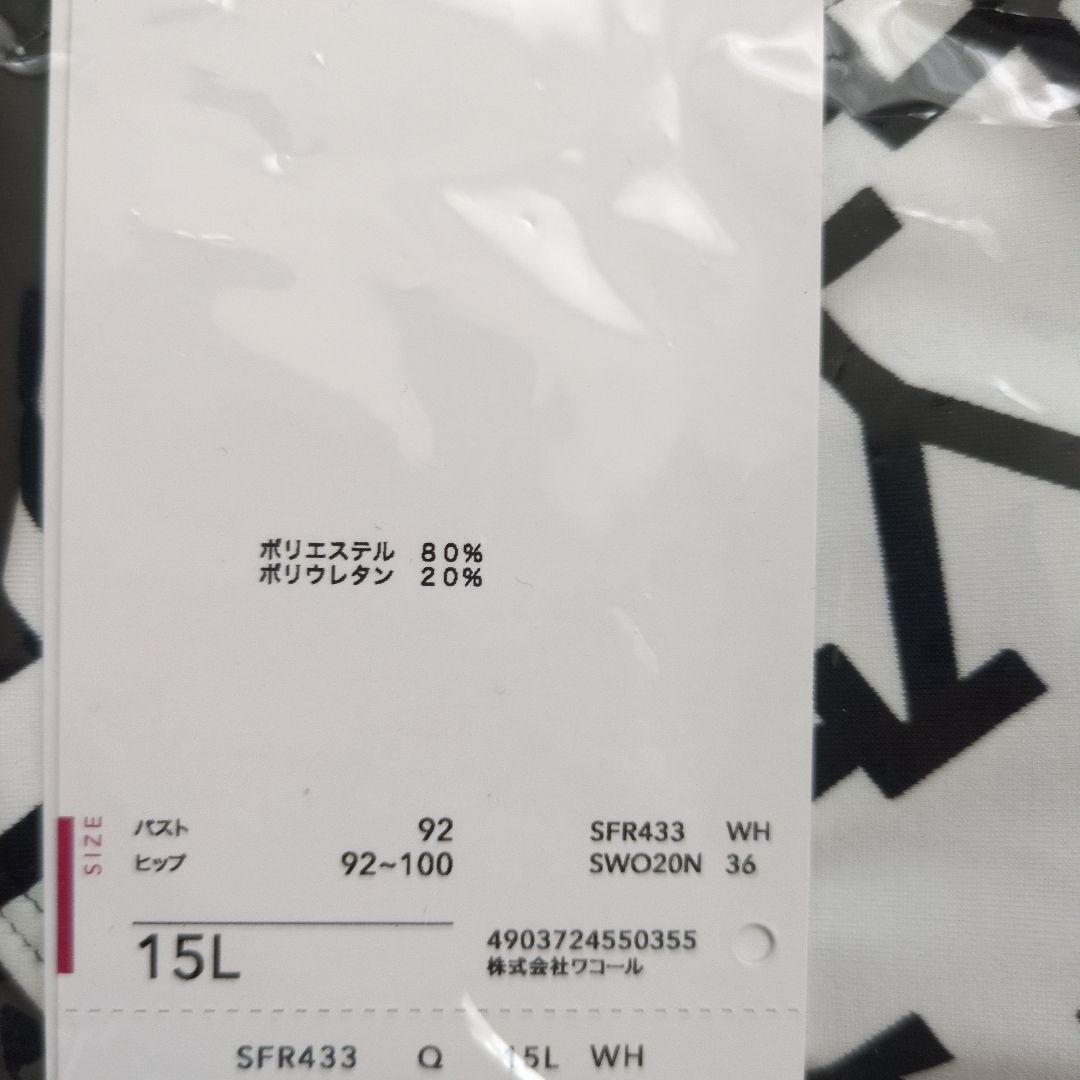 ポリエステル 80%
ポリウレタン 20%
SIZE
バスト 92
ヒップ 92~100
15L
SFR433 WH
SWO20N 36
4903724550355
株式会社ワコール
SFR433 Q 15L WH